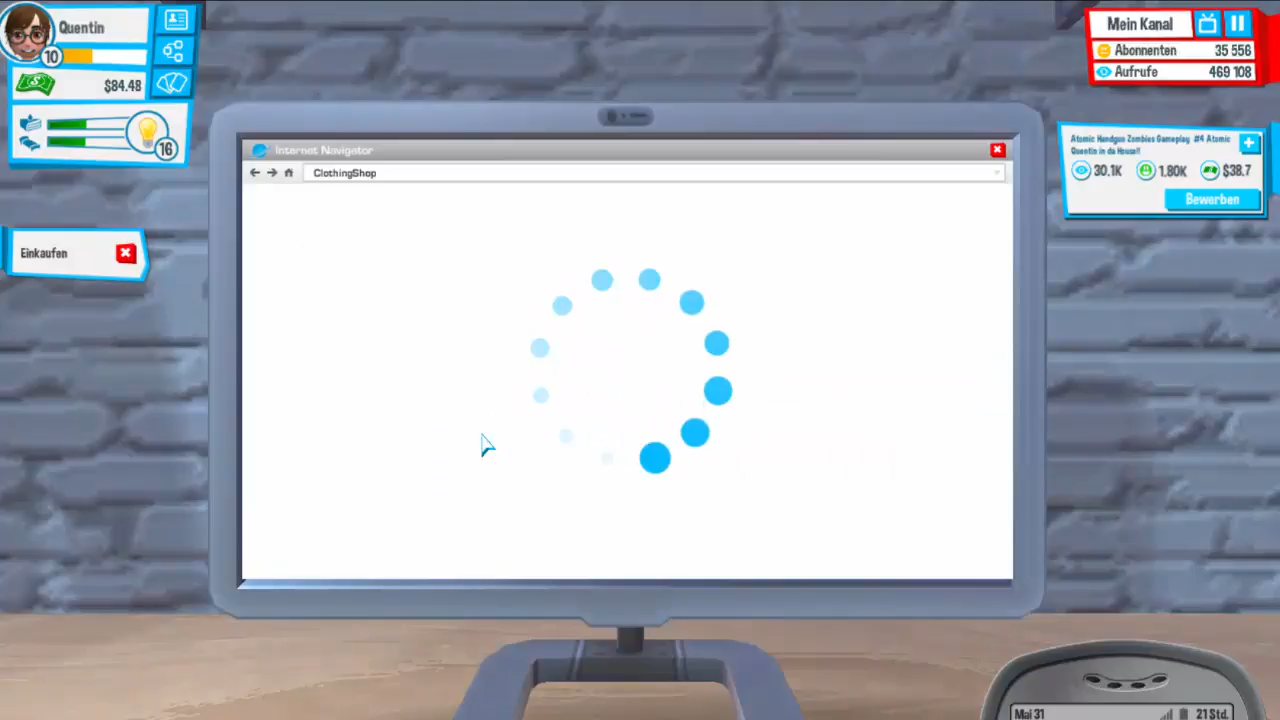 Quentin
10
$84.48
16
Einkaufen
Internet Navigator
ClothingShop
Mein Kanal
Abonnenten 35 556
Aufrufe 469 108
Atomic Handgun Zombies Gameplay #4 Atomic
Quentin in da House!!
30.1K 1.80K $38.7
Bewerben
Mai 31 21 Std.